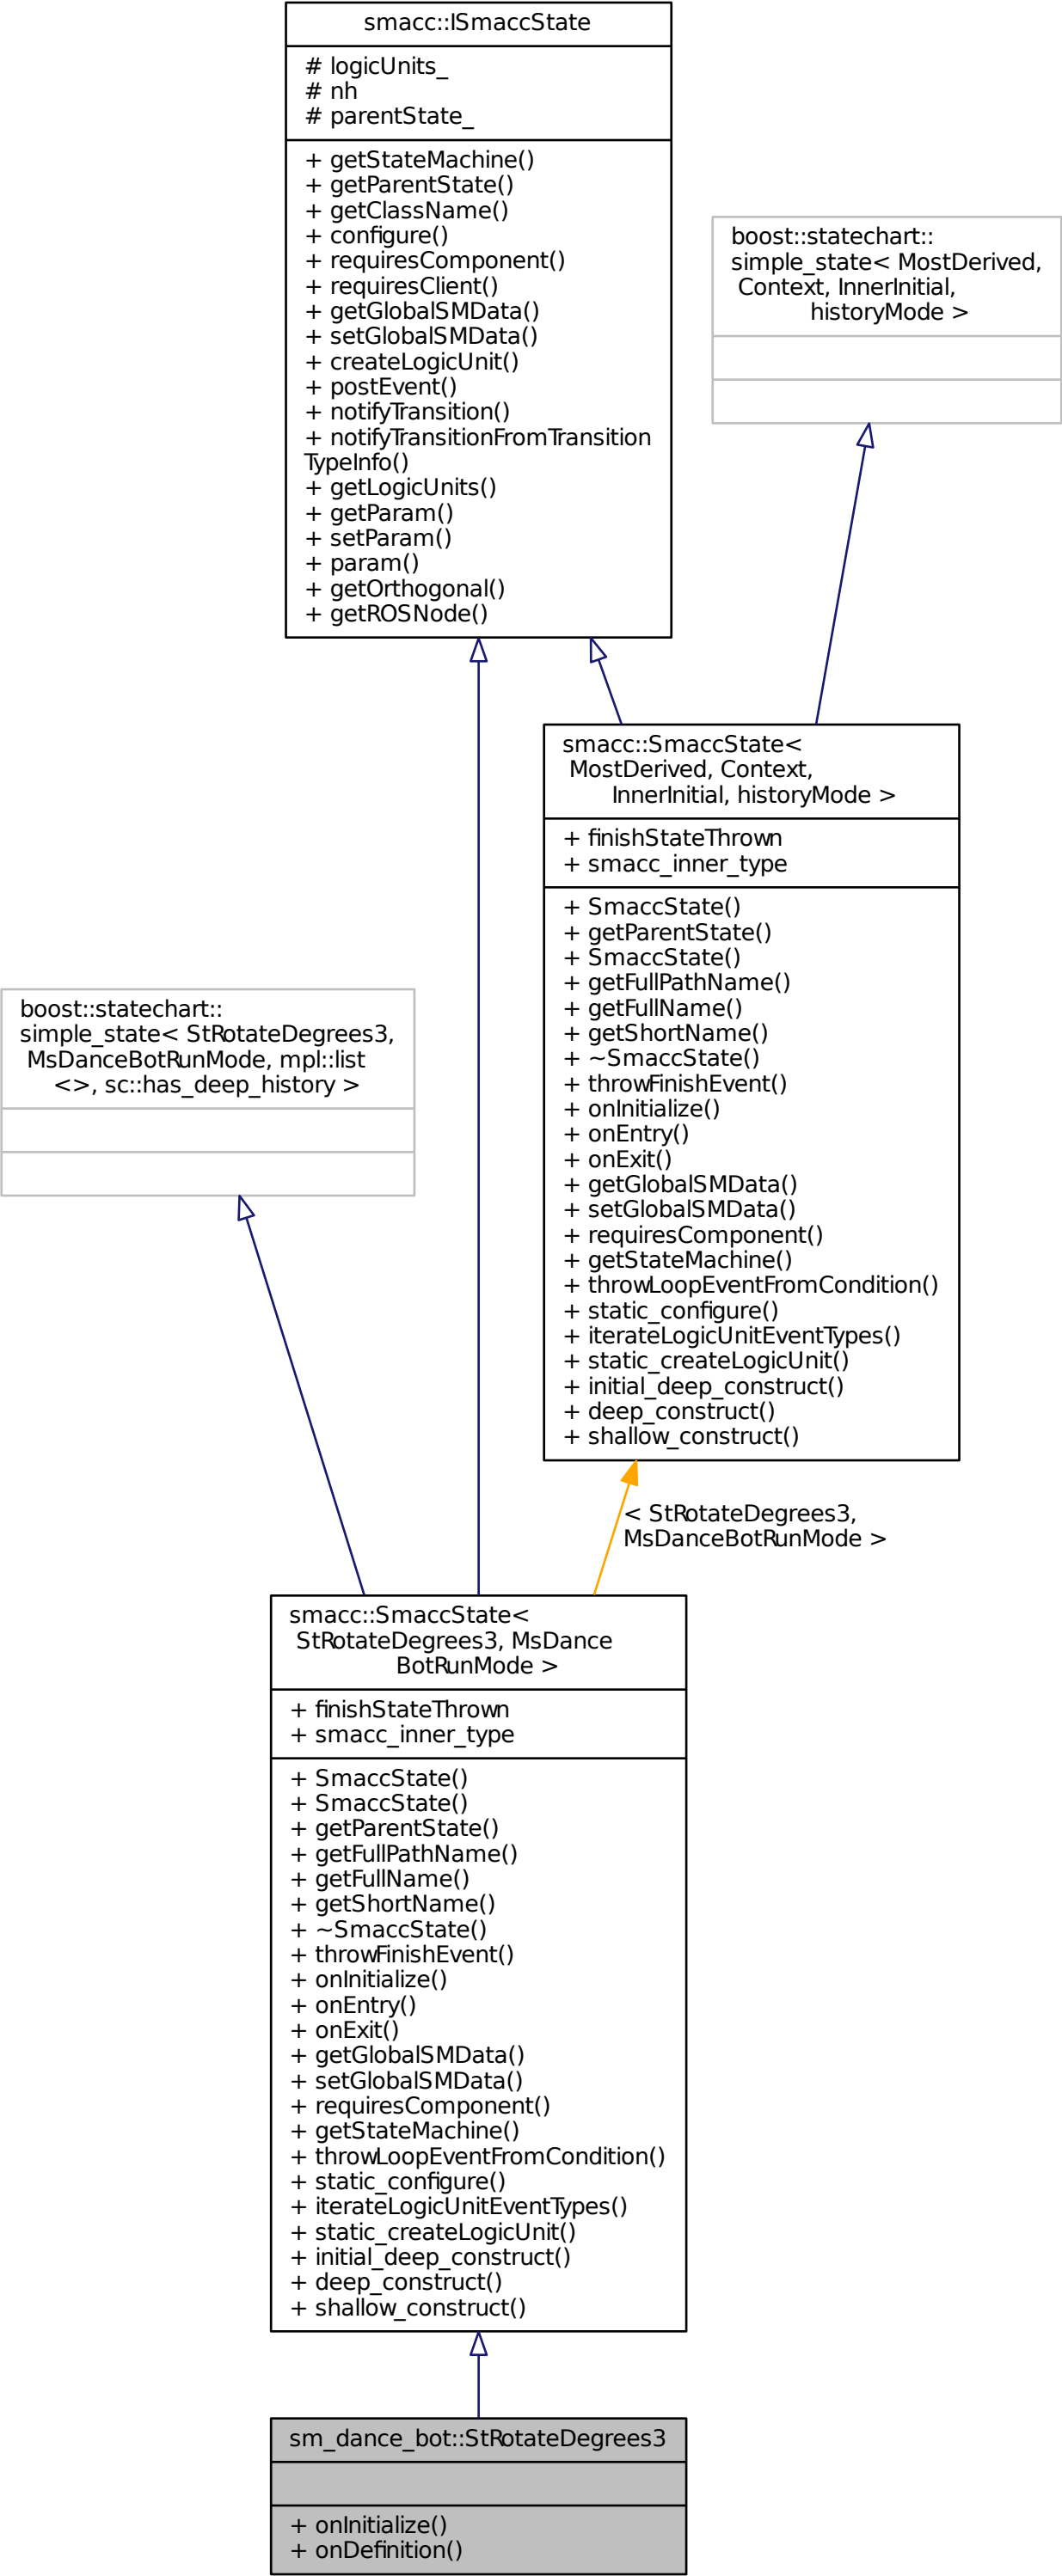 smacc::ISmaccState
# logicUnits_
# nh
# parentState_
+ getStateMachine()
+ getParentState()
+ getClassName()
+ configure()
+ requiresComponent()
+ requiresClient()
+ getGlobalSMData()
+ setGlobalSMData()
+ createLogicUnit()
+ postEvent()
+ notifyTransition()
+ notifyTransitionFromTransition
TypeInfo()
+ getLogicUnits()
+ getParam()
+ setParam()
+ param()
+ getOrthogonal()
+ getROSNode()
boost::statechart::
simple_state< MostDerived,
Context, InnerInitial,
historyMode >
smacc::SmaccState<
MostDerived, Context,
InnerInitial, historyMode >
+ finishStateThrown
+ smacc_inner_type
+ SmaccState()
+ getParentState()
+ SmaccState()
+ getFullPathName()
+ getFullName()
+ getShortName()
+ ~SmaccState()
+ throwFinishEvent()
+ onInitialize()
+ onEntry()
+ onExit()
+ getGlobalSMData()
+ setGlobalSMData()
+ requiresComponent()
+ getStateMachine()
+ throwLoopEventFromCondition()
+ static_configure()
+ iterateLogicUnitEventTypes()
+ static_createLogicUnit()
+ initial_deep_construct()
+ deep_construct()
+ shallow_construct()
boost::statechart::
simple_state< StRotateDegrees3,
MsDanceBotRunMode, mpl::list
<>, sc::has_deep_history >
< StRotateDegrees3,
MsDanceBotRunMode >
smacc::SmaccState<
StRotateDegrees3, MsDance
BotRunMode >
+ finishStateThrown
+ smacc_inner_type
+ SmaccState()
+ SmaccState()
+ getParentState()
+ getFullPathName()
+ getFullName()
+ getShortName()
+ ~SmaccState()
+ throwFinishEvent()
+ onInitialize()
+ onEntry()
+ onExit()
+ getGlobalSMData()
+ setGlobalSMData()
+ requiresComponent()
+ getStateMachine()
+ throwLoopEventFromCondition()
+ static_configure()
+ iterateLogicUnitEventTypes()
+ static_createLogicUnit()
+ initial_deep_construct()
+ deep_construct()
+ shallow_construct()
sm_dance_bot::StRotateDegrees3
+ onInitialize()
+ onDefinition()